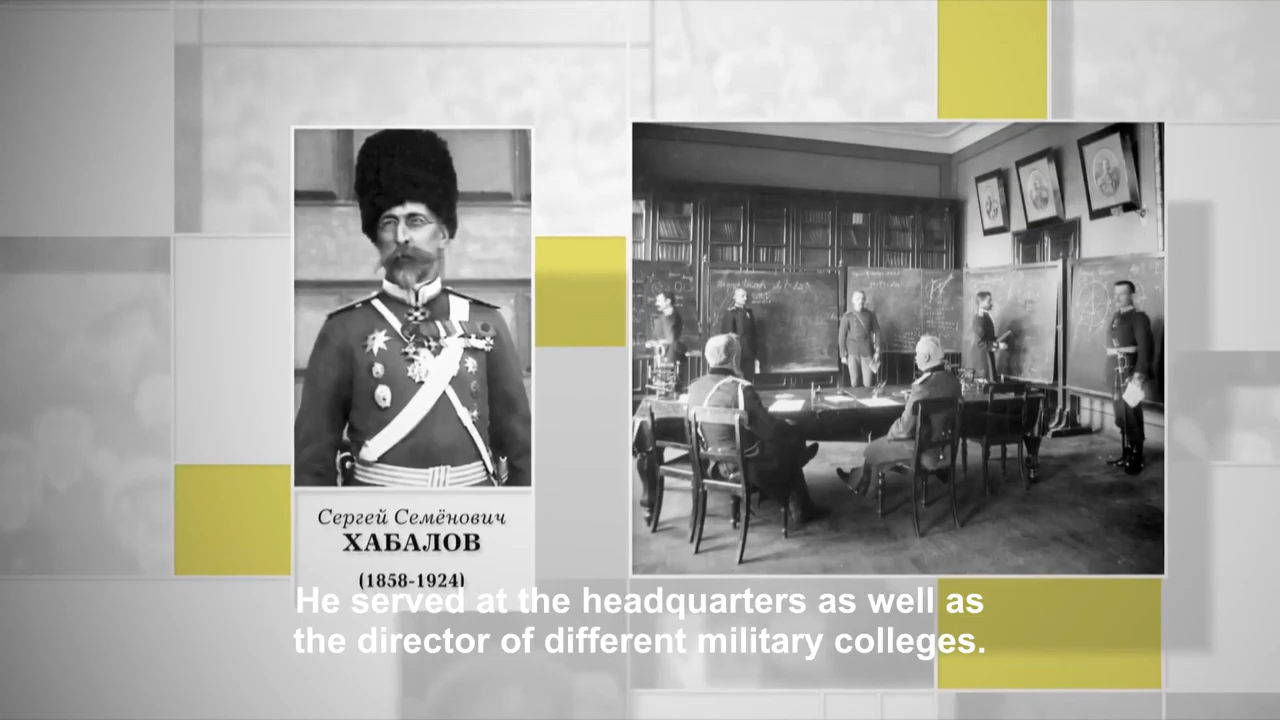 Сергей Семёнович
ХАБАЛОВ
(1858-1924)
He served at the headquarters as well as
the director of different military colleges.